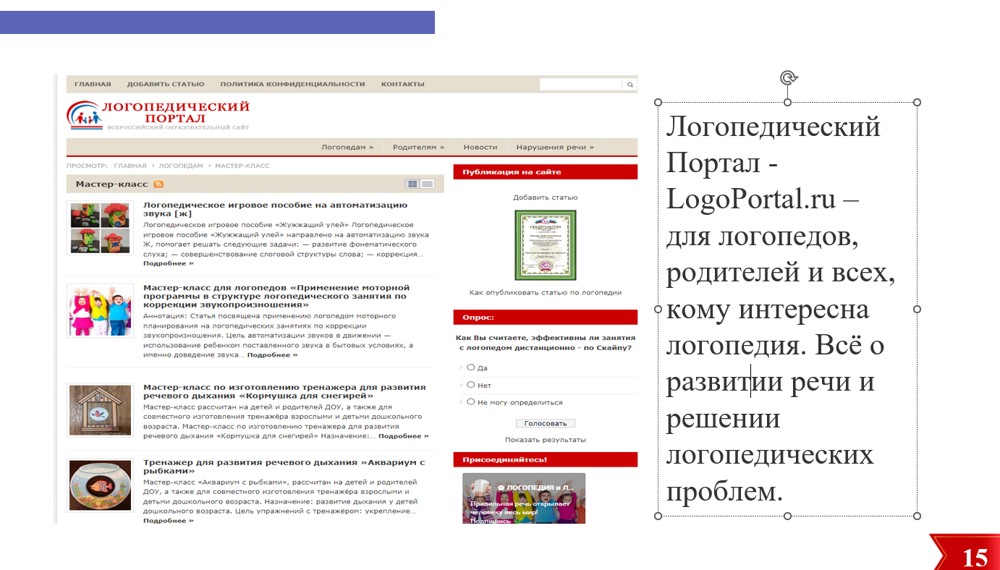 ГЛАВНАЯ ДОБАВИТЬ СТАТЬЮ ПОЛИТИКА КОНФИДЕНЦИАЛЬНОСТИ КОНТАКТЫ
ЛОГОПЕДИЧЕСКИЙ
ПОРТАЛ
ВСЕРОССИЙСКИЙ ОБРАЗОВАТЕЛЬНЫЙ САЙТ
Логопедам » Родителям » Новости Нарушения речи »
ПРОСМОТР: ГЛАВНАЯ ЛОГОПЕДАМ МАСТЕР-КЛАСС
Мастер-класс
Логопедическое игровое пособие на автоматизацию
звука [ж]
Логопедическое игровое пособие «Жужжащий улей» Логопедическое
игровое пособие «Жужжащий улей» направлено на автоматизацию звука
Ж, помогает решать следующие задачи: — развитие фонематического
слуха; — совершенствование слоговой структуры слова; — коррекция...
Подробнее »
Мастер-класс для логопедов «Применение моторной
программы в структуре логопедического занятия по
коррекции звукопроизношения»
Аннотация: Статья посвящена применению логопедом моторного
планирования на логопедических занятиях по коррекции
звукопроизношения. Цель автоматизации звуков в движении —
использование ребенком поставленного звука в бытовых условиях, а
именно доведение звука... Подробнее »
Мастер-класс по изготовлению тренажера для развития
речевого дыхания «Кормушка для снегирей»
Мастер-класс рассчитан на детей и родителей ДОУ, а также для
совместного изготовления тренажёра взрослыми и детьми дошкольного
возраста. Мастер-класс по изготовлению тренажера для развития
речевого дыхания «Кормушка для снегирей» Назначение:... Подробнее »
Тренажер для развития речевого дыхания »Аквариум с
рыбками»
Мастер-класс «Аквариум с рыбками», рассчитан на детей и родителей
ДОУ, а также для совместного изготовления тренажёра взрослыми и
детьми дошкольного возраста. Назначение: развитие дыхания у детей
дошкольного возраста. Цель упражнений с тренажёром: укрепление...
Подробнее »
Публикация на сайте
Добавить статью
СВИДЕТЕЛЬСТВО
Как опубликовать статью по логопедии
Опрос:
Как Вы считаете, эффективны ли занятия
с логопедом дистанционно - по Скайпу?
Да
Нет
Не могу определиться
Голосовать
Показать результаты
Присоединяйтесь!
✿ ЛОГОПЕДИЯ и Л...
Правильная речь открывает
человеку весь мир!
Подпишись
Логопедический
Портал -
LogoPortal.ru –
для логопедов,
родителей и всех,
кому интересна
логопедия. Всё о
развитии речи и
решении
логопедических
проблем.
15